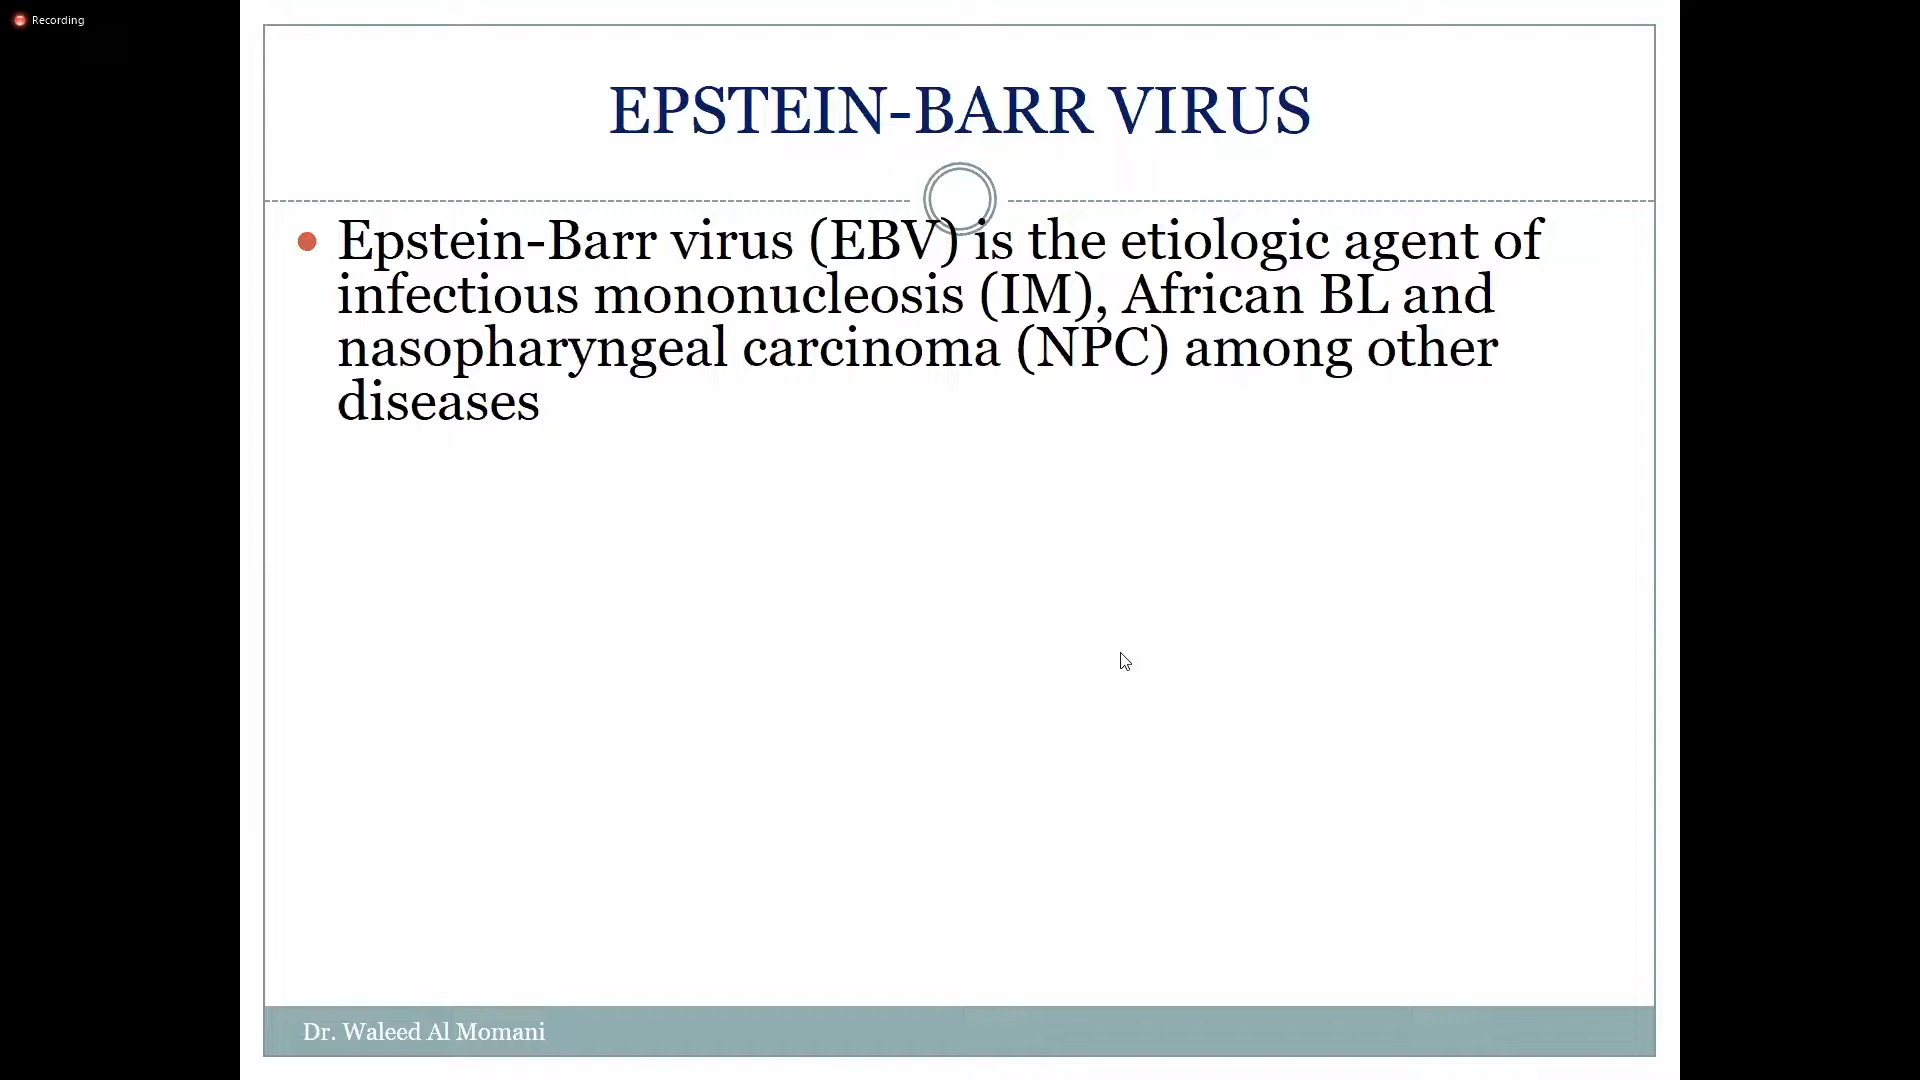 Recording
EPSTEIN-BARR VIRUS
Epstein-Barr virus (EBV) is the etiologic agent of
infectious mononucleosis (IM), African BL and
nasopharyngeal carcinoma (NPC) among other
diseases
Dr. Waleed Al Momani